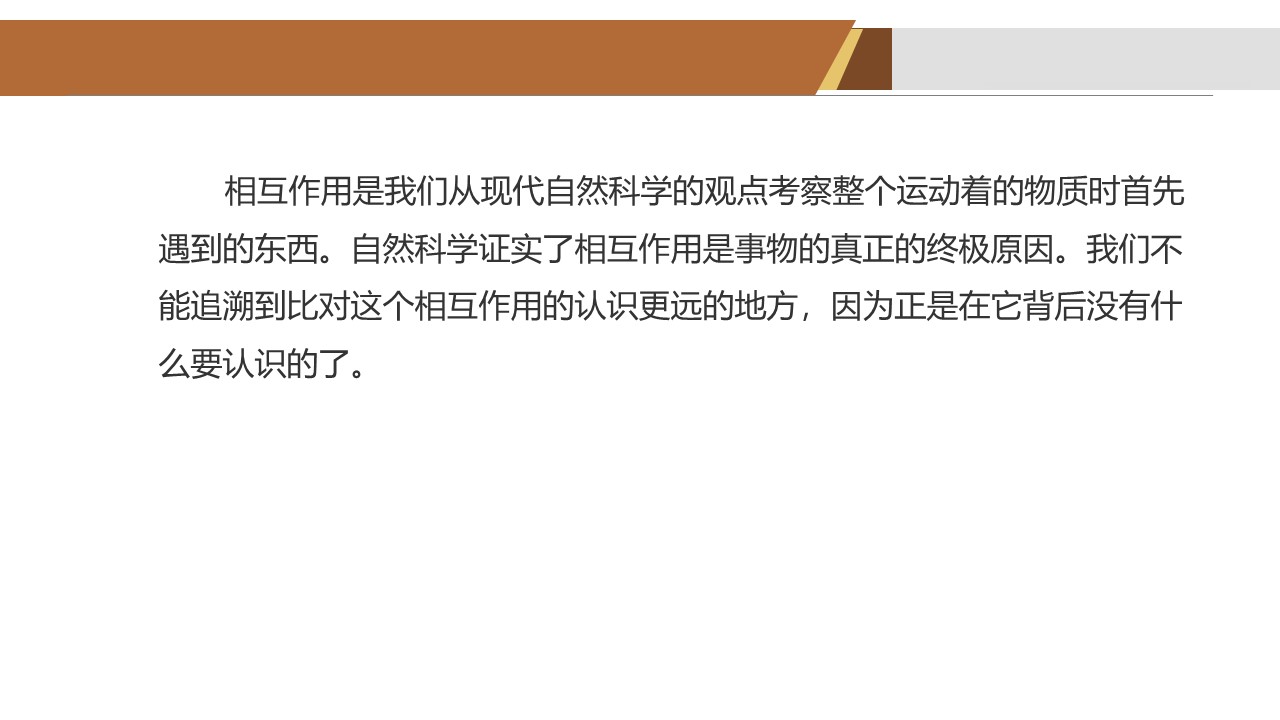 相互作用是我们从现代自然科学的观点考察整个运动着的物质时首先
遇到的东西。自然科学证实了相互作用是事物的真正的终极原因。我们不
能追溯到比对这个相互作用的认识更远的地方，因为正是在它背后没有什
么要认识的了。